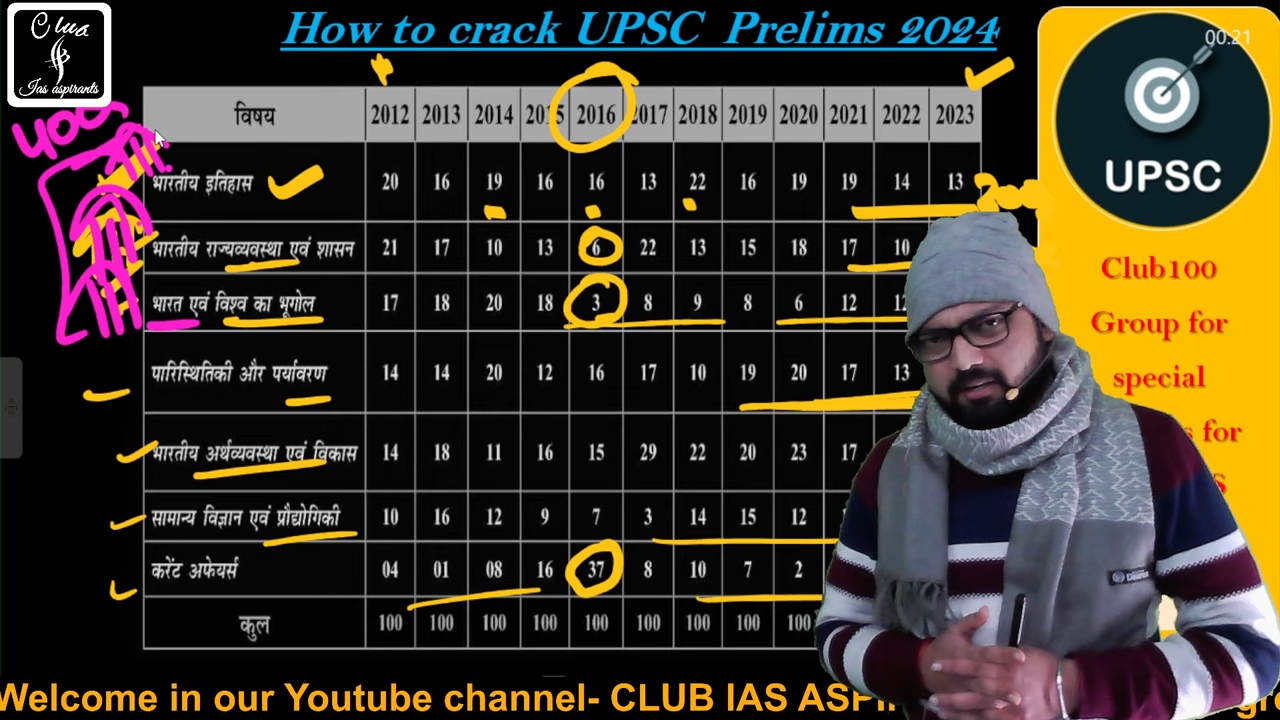 Club
Ias aspirants
How to crack UPSC Prelims 2024
00:21
UPSC
400
विषय 2012 2013 2014 2015 2016 2017 2018 2019 2020 2021 2022 2023
भारतीय इतिहास 20 16 19 16 16 13 22 16 19 19 14 13
भारतीय राज्यव्यवस्था एवं शासन 21 17 10 13 6 22 13 15 18 17 10
भारत एवं विश्व का भूगोल 17 18 20 18 3 8 9 8 6 12 12
पारिस्थितिकी और पर्यावरण 14 14 20 12 16 17 10 19 20 17 13
भारतीय अर्थव्यवस्था एवं विकास 14 18 11 16 15 29 22 20 23 17
सामान्य विज्ञान एवं प्रौद्योगिकी 10 16 12 9 7 3 14 15 12
करेंट अफेयर्स 04 01 08 16 37 8 10 7 2
कुल 100 100 100 100 100 100 100 100 100
Club100
Group for
special
for
Welcome in our Youtube channel- CLUB IAS